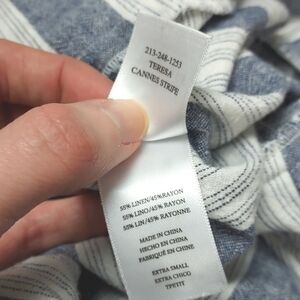 213-248-1253
TERESA
CANNES STRIPE
55% LINEN/45%RAYON
55% LINO/45% RAYON
55% LIN/45% RAYONNE
MADE IN CHINA
HECHO EN CHINA
FABRIQUÉ EN CHINE
EXTRA SMALL
EXTRA CHICO
TPETIT